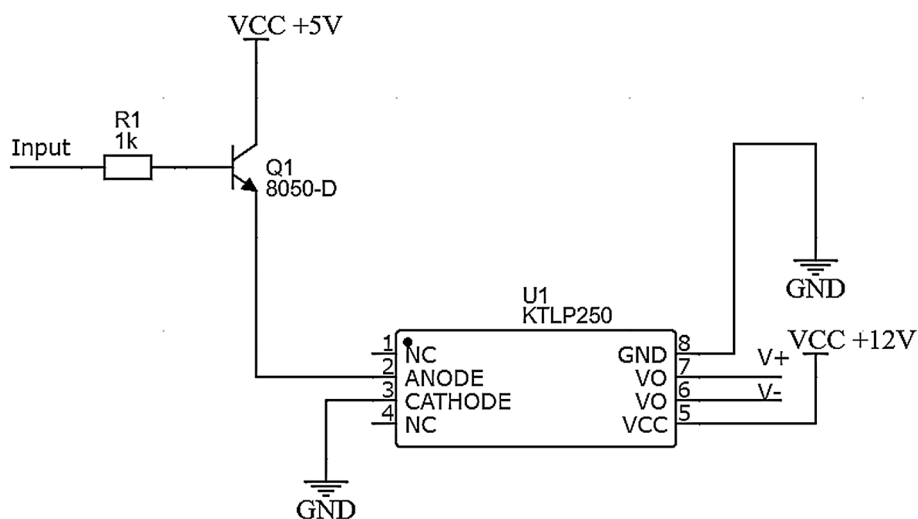 VCC +5V
R1
1k
Input
Q1
8050-D
GND
U1
KTLP250
VCC +12V
1 NC GND 8
2 ANODE VO 7 V+
3 CATHODE VO 6 V-
4 NC VCC 5
GND